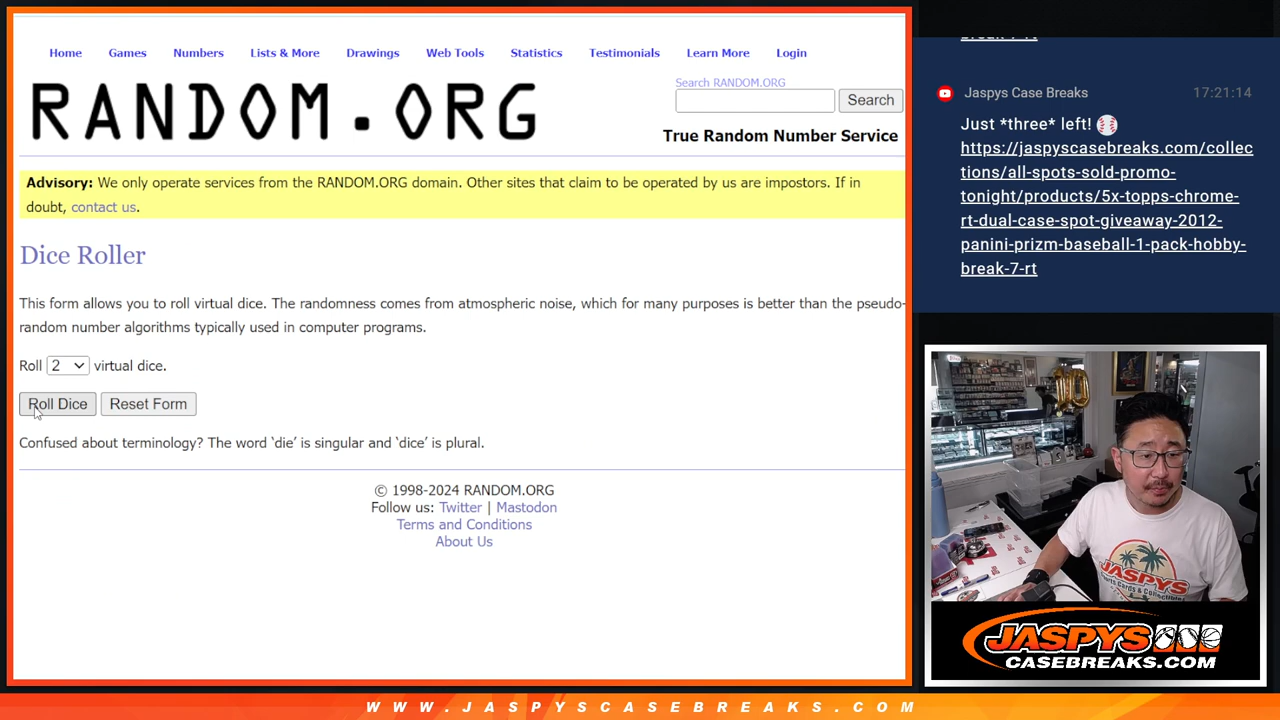 Home Games Numbers Lists & More Drawings Web Tools Statistics Testimonials Learn More Login
RANDOM.ORG
Search RANDOM.ORG
Search
True Random Number Service
Advisory: We only operate services from the RANDOM.ORG domain. Other sites that claim to be operated by us are impostors. If in
doubt, contact us.
Dice Roller
This form allows you to roll virtual dice. The randomness comes from atmospheric noise, which for many purposes is better than the pseudo-
random number algorithms typically used in computer programs.
Roll 2 virtual dice.
Roll Dice Reset Form
Confused about terminology? The word ‘die’ is singular and ‘dice’ is plural.
© 1998-2024 RANDOM.ORG
Follow us: Twitter | Mastodon
Terms and Conditions
About Us
break-7-rt
Jaspys Case Breaks 17:21:14
Just *three* left!
https://jaspyscasebreaks.com/collec
tions/all-spots-sold-promo-
tonight/products/5x-topps-chrome-
rt-dual-case-spot-giveaway-2012-
panini-prizm-baseball-1-pack-hobby-
break-7-rt
10
JASPYS
JASPYS
CASEBREAKS.COM
WWW.JASPYSCASEBREAKS.COM